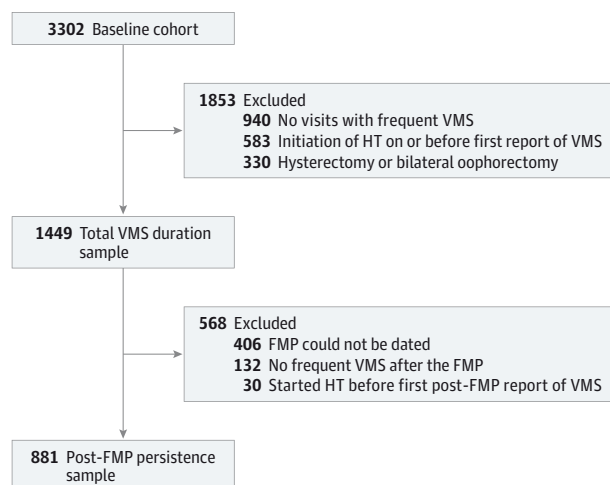 3302 Baseline cohort
1853 Excluded
940 No visits with frequent VMS
583 Initiation of HT on or before first report of VMS
330 Hysterectomy or bilateral oophorectomy
1449 Total VMS duration
sample
568 Excluded
406 FMP could not be dated
132 No frequent VMS after the FMP
30 Started HT before first post-FMP report of VMS
881 Post-FMP persistence
sample